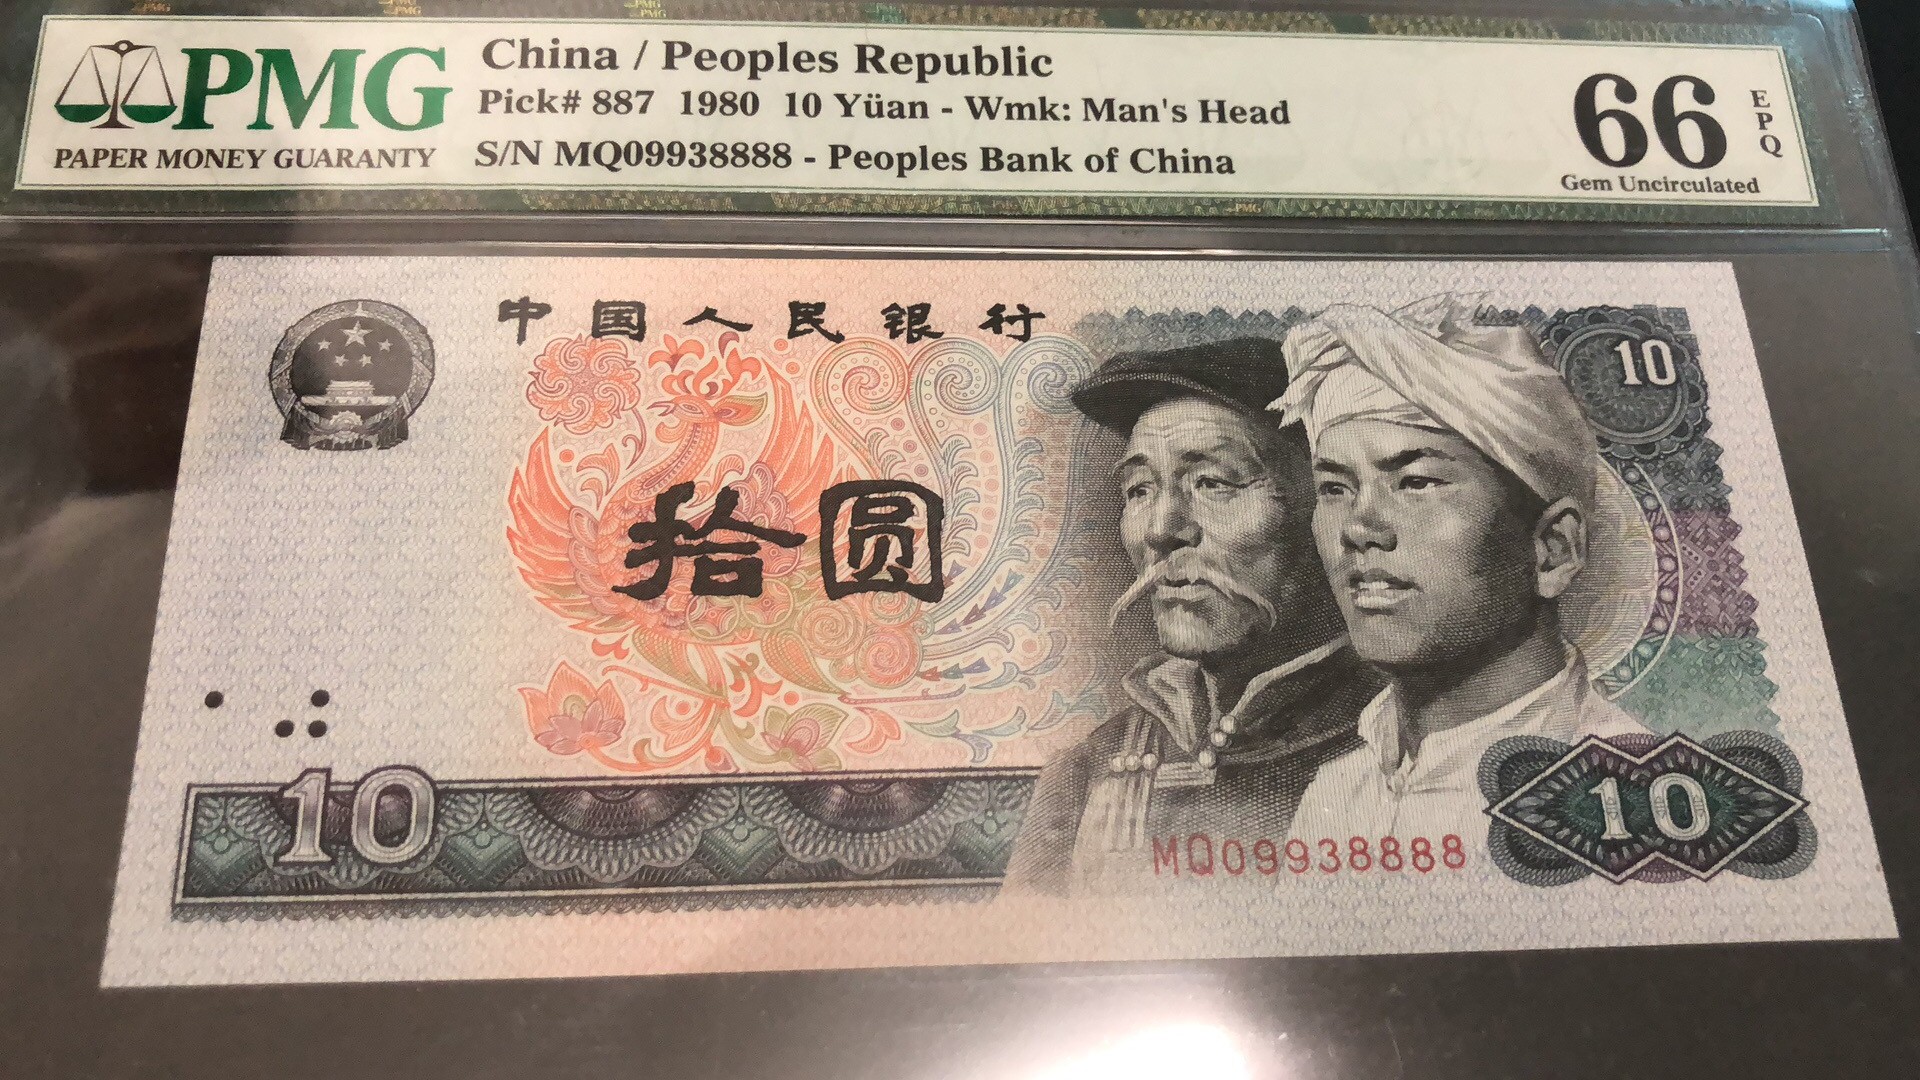 PMG
PAPER MONEY GUARANTY
China / Peoples Republic
Pick# 887 1980 10 Yüan - Wmk: Man's Head
S/N MQ09938888 - Peoples Bank of China
66
EPQ
Gem Uncirculated
中国人民银行
10
拾圆
10
MQ09938888
10